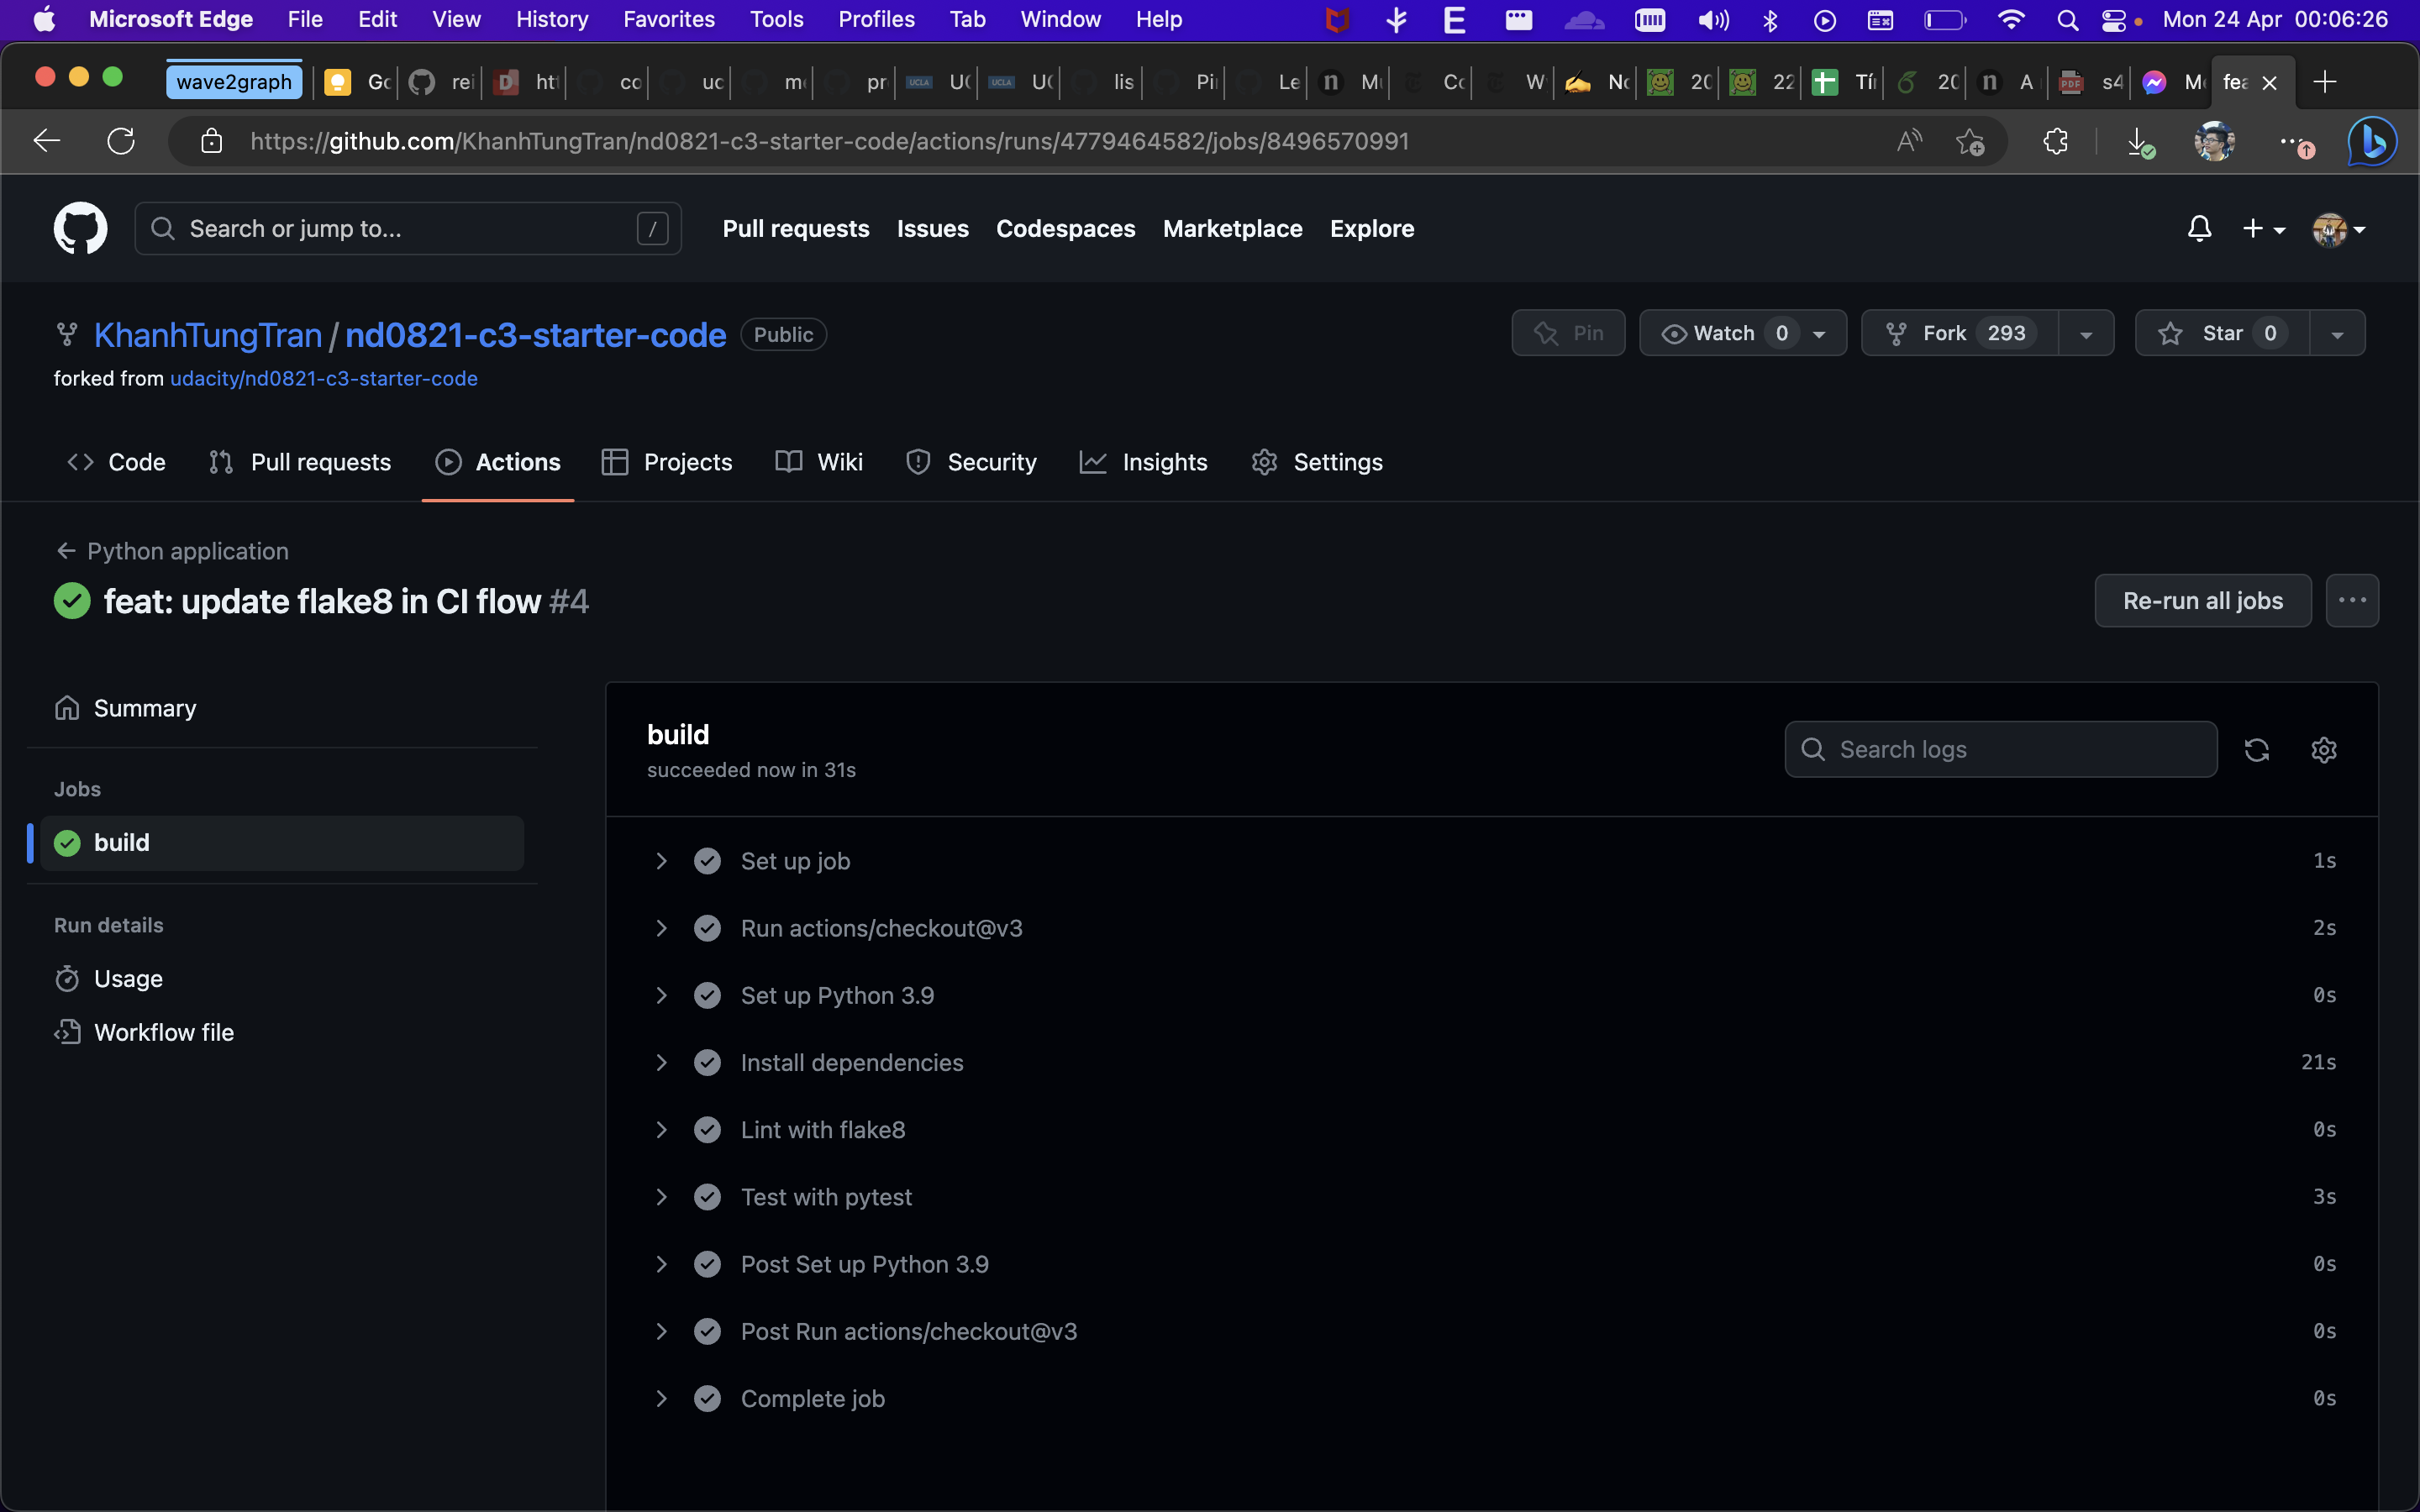 Microsoft Edge File Edit View History Favorites Tools Profiles Tab Window Help Mon 24 Apr 00:06:26
wave2graph Gc rei htt co uc me pr UC UC lis Pi Le Mu Co W No 20 22 Tír 20 A s4 Me fea
https://github.com/KhanhTungTran/nd0821-c3-starter-code/actions/runs/4779464582/jobs/8496570991
Search or jump to... / Pull requests Issues Codespaces Marketplace Explore
KhanhTungTran / nd0821-c3-starter-code Public Pin Watch 0 Fork 293 Star 0
forked from udacity/nd0821-c3-starter-code
Code Pull requests Actions Projects Wiki Security Insights Settings
Python application
feat: update flake8 in CI flow #4 Re-run all jobs
Summary
Jobs
build
Run details
Usage
Workflow file
build
succeeded now in 31s
Search logs
Set up job 1s
Run actions/checkout@v3 2s
Set up Python 3.9 0s
Install dependencies 21s
Lint with flake8 0s
Test with pytest 3s
Post Set up Python 3.9 0s
Post Run actions/checkout@v3 0s
Complete job 0s